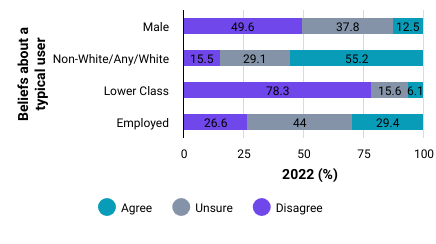 Beliefs about a
typical user
Male 49.6 37.8 12.5
Non-White/Any/White 15.5 29.1 55.2
Lower Class 78.3 15.6 6.1
Employed 26.6 44 29.4
0 25 50 75 100
2022 (%)
Agree Unsure Disagree